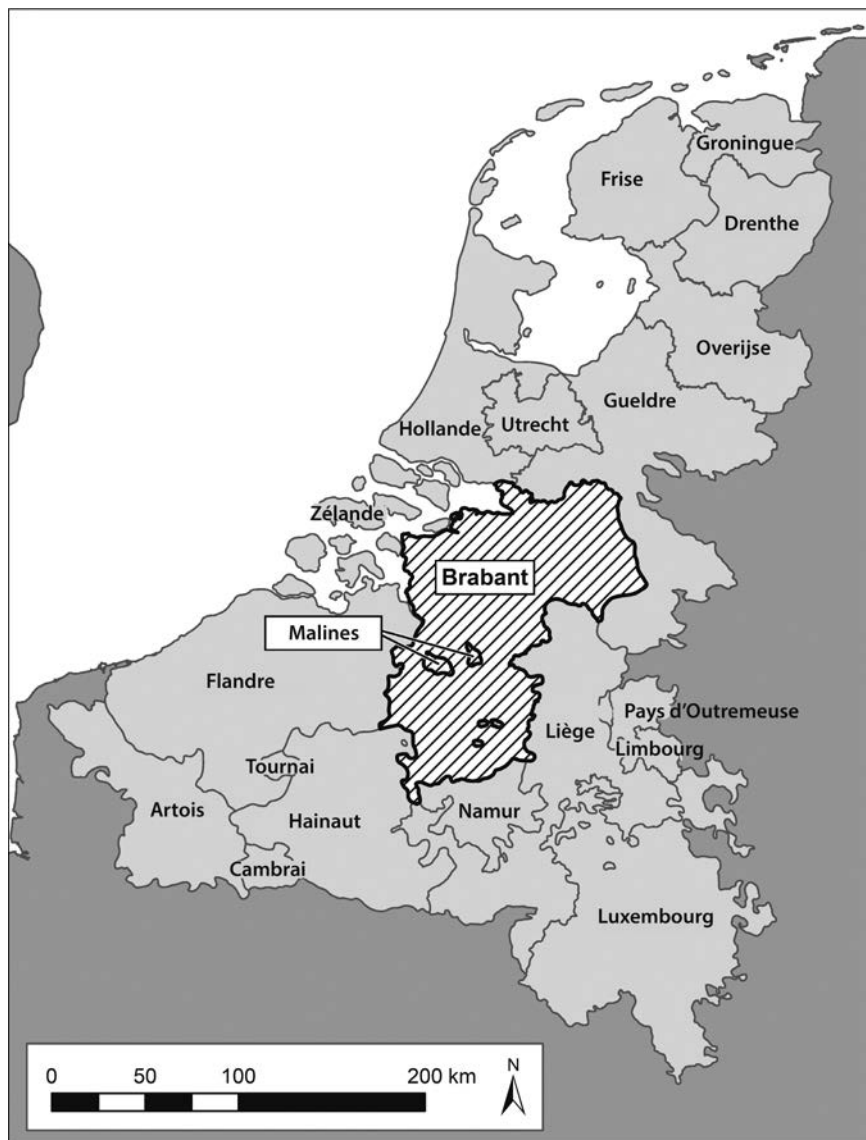 Groningue
Frise
Drenthe
Overijse
Gueldre
Hollande
Utrecht
Zélande
Brabant
Malines
Flandre
Pays d'Outremeuse
Liège
Limbourg
Tournai
Artois
Hainaut
Namur
Cambrai
Luxembourg
0 50 100 200 km
N